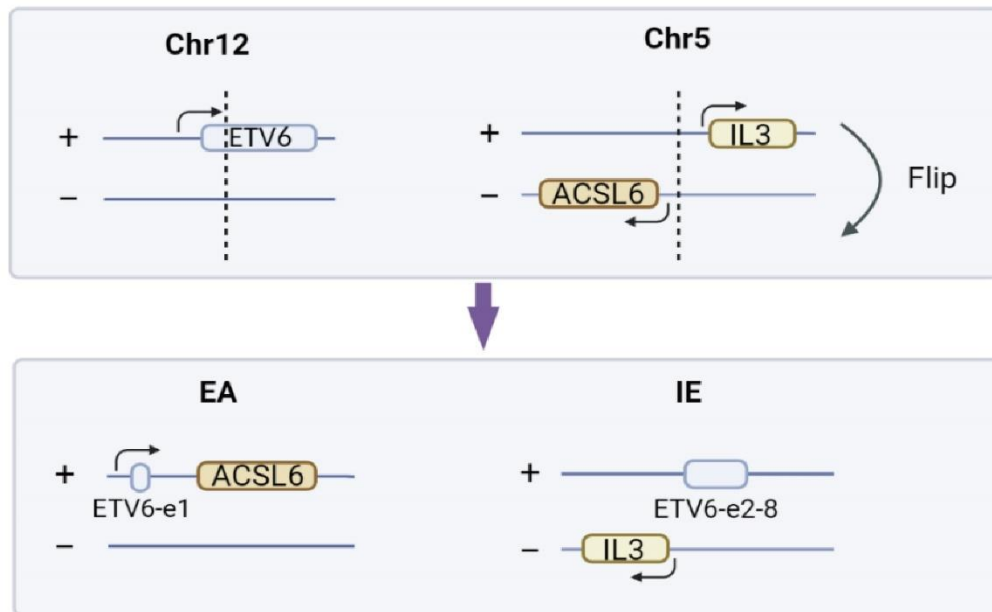 Chr12
Chr5
+
ETV6
+
IL3
−
−
ACSL6
Flip
EA
IE
+
ACSL6
+
ETV6-e1
ETV6-e2-8
−
−
IL3